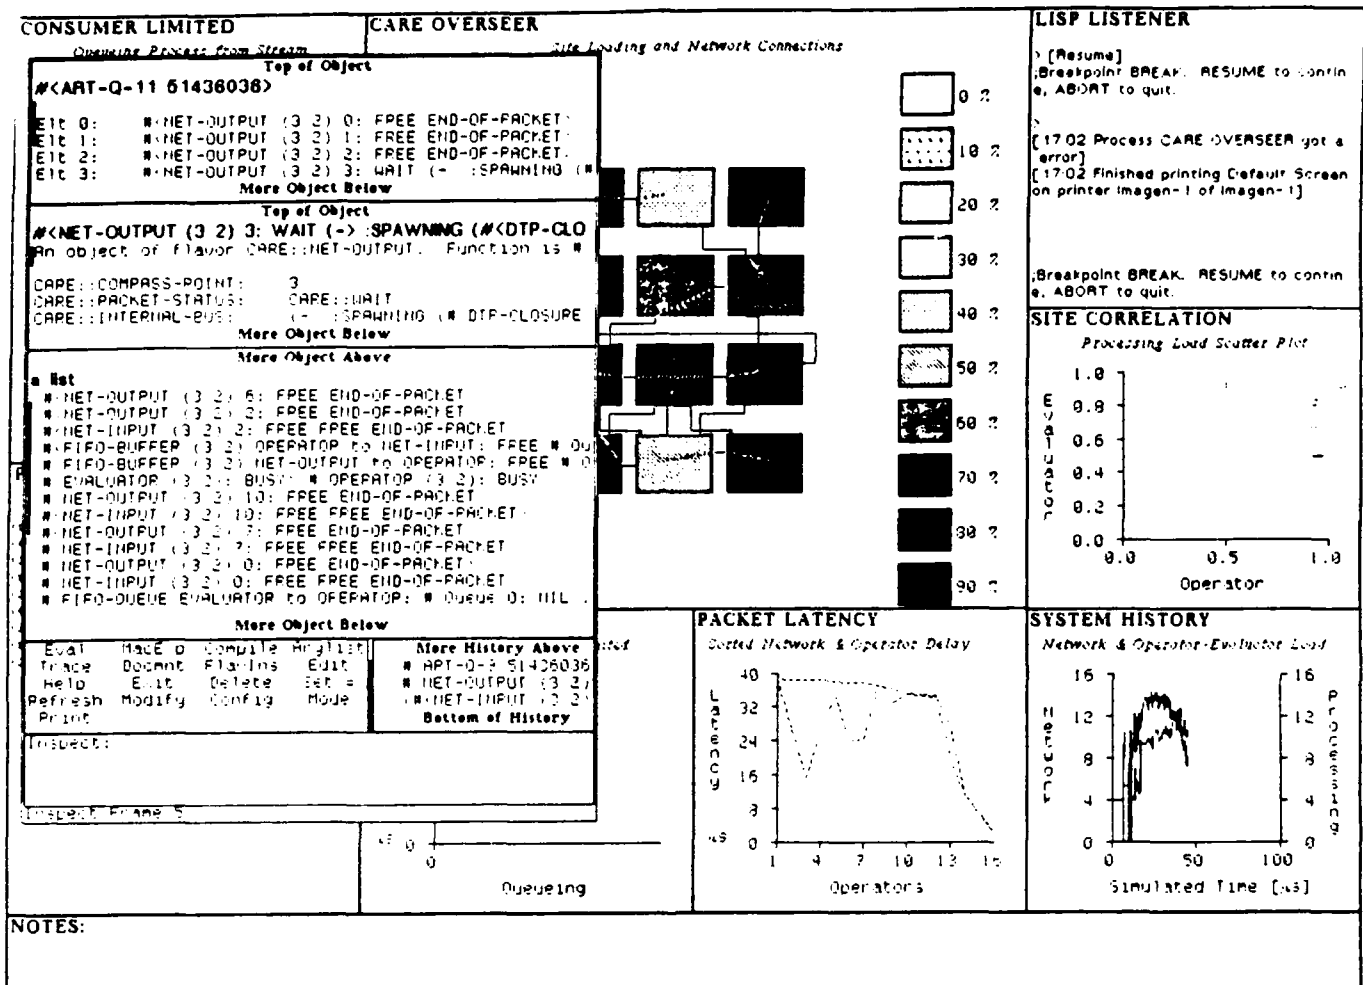 CONSUMER LIMITED
Queueing Process from Stream
Top of Object
#<ART-Q-11 51436036>
Elt 0: #<NET-OUTPUT (3 2) 0: FREE END-OF-PACKET>
Elt 1: #<NET-OUTPUT (3 2) 1: FREE END-OF-PACKET
Elt 2: #<NET-OUTPUT (3 2) 2: FREE END-OF-PACKET.
Elt 3: #<NET-OUTPUT (3 2) 3: WAIT (- :SPAWNING (#
More Object Below
Top of Object
#<NET-OUTPUT (3 2) 3: WAIT (-> :SPAWNING (#<DTP-CLO
An object of flavor CARE::NET-OUTPUT. Function is #
CARE::COMPASS-POINT: 3
CARE::PACKET-STATUS: CARE::WAIT
CARE::INTERNAL-BUS: (- :SPAWNING (# DTP-CLOSURE
More Object Below
More Object Above
a list
# NET-OUTPUT (3 2) 6: FREE END-OF-PACKET
# NET-OUTPUT (3 2) 2: FREE END-OF-PACKET
# NET-INPUT (3 2) 2: FREE FREE END-OF-PACKET
# FIFO-BUFFER (3 2) OPERATOR to NET-INPUT: FREE # Qu
# FIFO-BUFFER (3 2) NET-OUTPUT to OPERATOR: FREE #
# EVALUATOR (3 2): BUSY # OPERATOR (3 2): BUSY
# NET-OUTPUT (3 2) 10: FREE END-OF-PACKET
# NET-INPUT (3 2) 10: FREE FREE END-OF-PACKET
# NET-OUTPUT (3 2) 7: FREE END-OF-PACKET
# NET-INPUT (3 2) 7: FREE FREE END-OF-PACKET
# NET-OUTPUT (3 2) 0: FREE END-OF-PACKET
# NET-INPUT (3 2) 0: FREE FREE END-OF-PACKET
# FIFO-QUEUE EVALUATOR to OPERATOR: # Queue 0: NIL
More Object Below
Eval MacExp Compile Arglist
Trace Docmnt FlavIns Edit
Help Exit Delete Set =
Refresh Modify Config Mode
Print
More History Above
# ART-Q-9 51436036
# NET-OUTPUT (3 2)
(#<NET-INPUT (3 2)
Bottom of History
Inspect:
Inspect Frame 5
CARE OVERSEER
Site Loading and Network Connections
0 %
10 %
20 %
30 %
40 %
50 %
60 %
70 %
80 %
90 %
LISP LISTENER
> [Resume]
;Breakpoint BREAK. RESUME to contin
e, ABORT to quit.
>
[17:02 Process CARE OVERSEER got a
error]
[17:02 Finished printing Default Screen
on printer Imagen-1 of Imagen-1]
;Breakpoint BREAK. RESUME to contin
e, ABORT to quit.
SITE CORRELATION
Processing Load Scatter Plot
Evaluator
1.0
0.8
0.6
0.4
0.2
0.0
0.0 0.5 1.0
Operator
0
0
Queueing
PACKET LATENCY
Sorted Network & Operator Delay
Latency
40
32
24
16
8
0
1 4 7 10 13 16
Operators
SYSTEM HISTORY
Network & Operator-Evaluator Load
Network
16
12
8
4
0
16
12
8
4
0
Processing
0 50 100
Simulated Time [us]
NOTES: